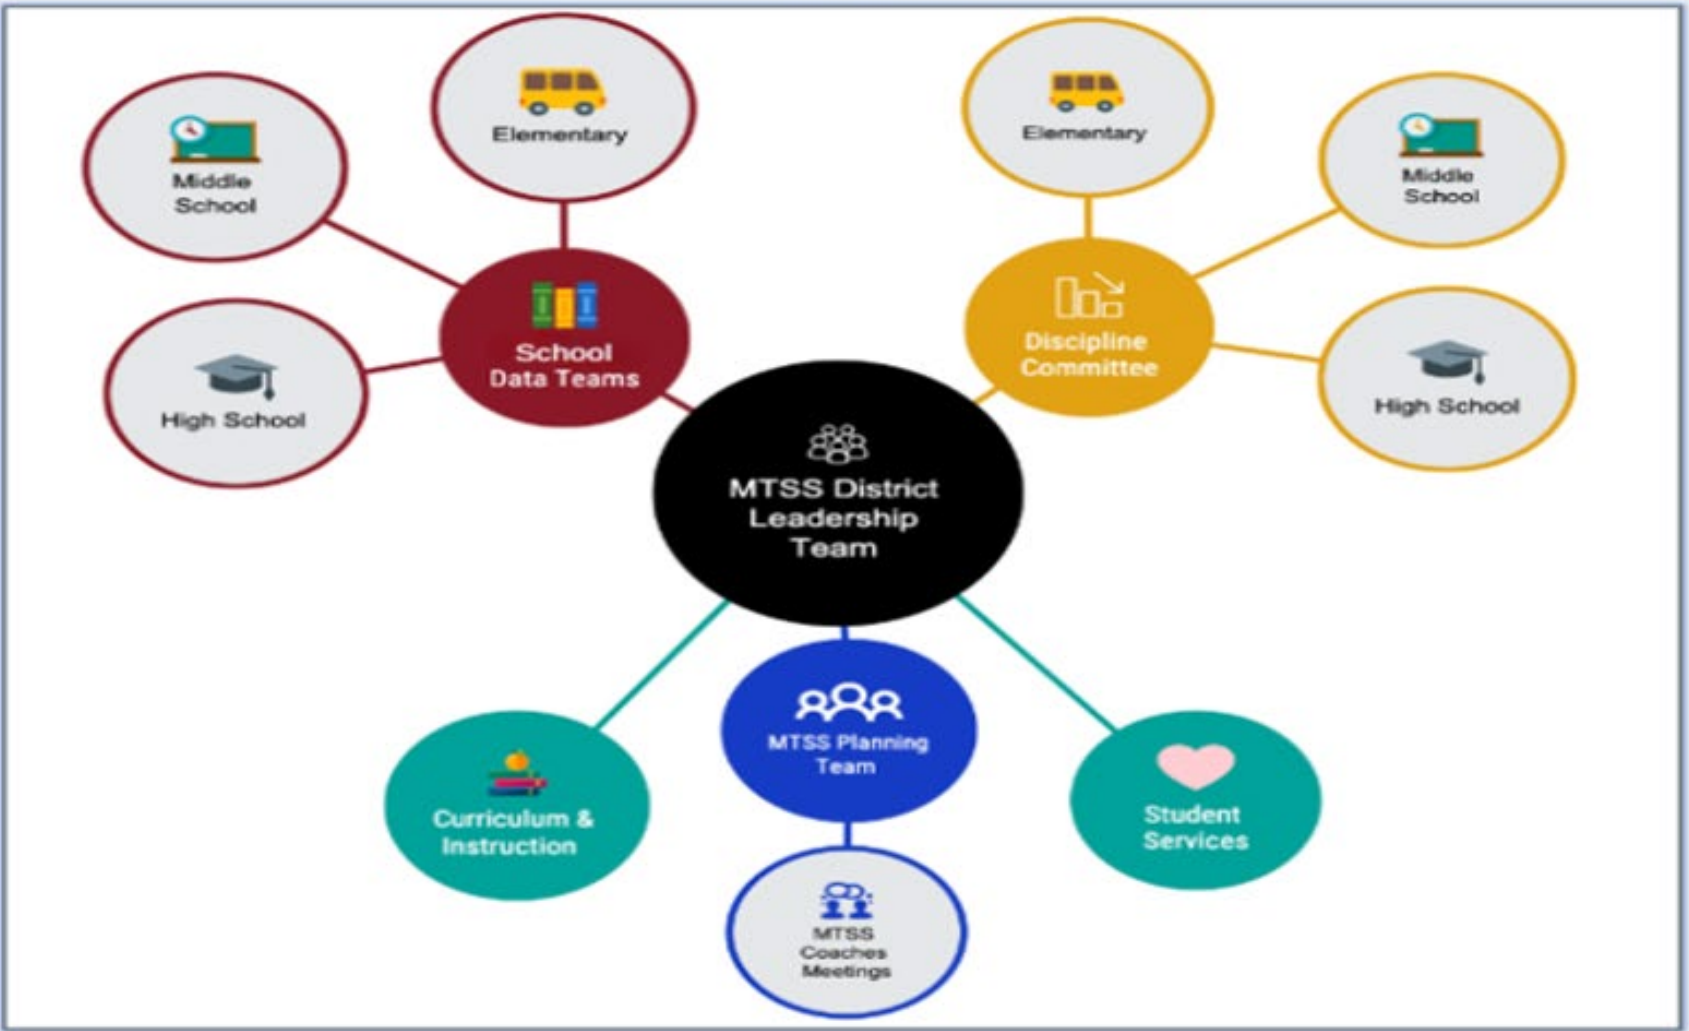 Elementary
Middle
School
High School
School
Data Teams
Elementary
Middle
School
High School
Discipline
Committee
MTSS District
Leadership
Team
Curriculum &
Instruction
MTSS Planning
Team
MTSS
Coaches
Meetings
Student
Services